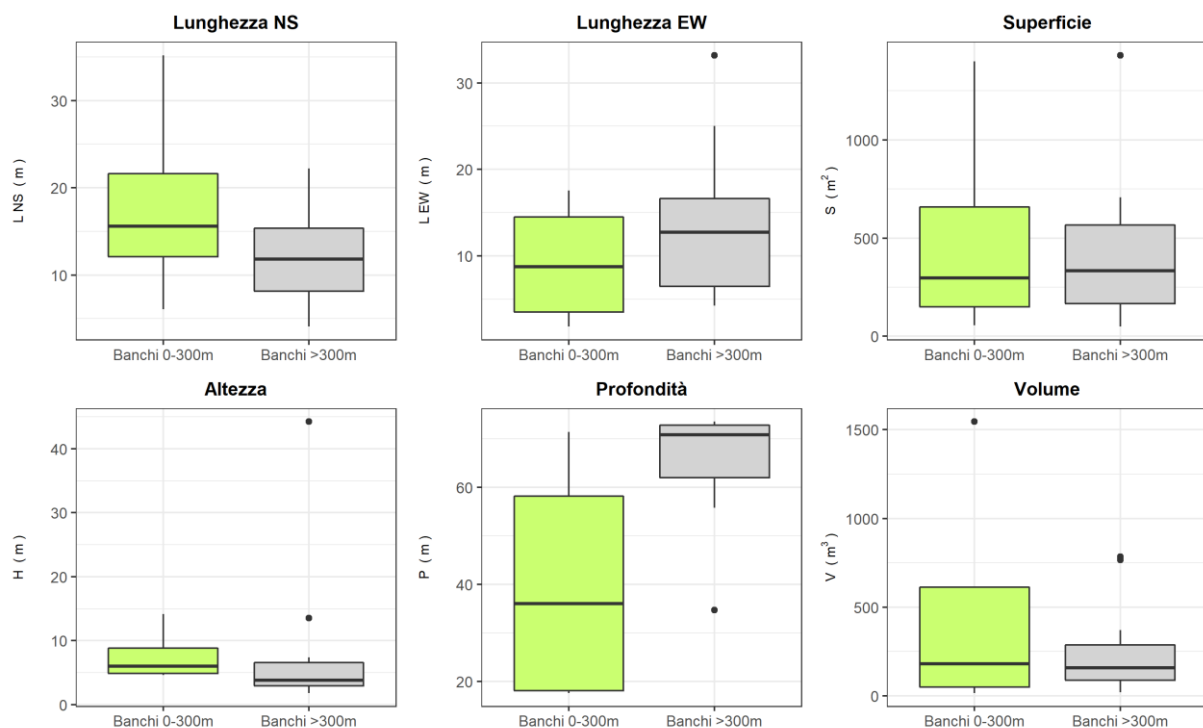 Lunghezza NS
Lunghezza EW
Superficie
L NS ( m )
30
20
10
Banchi 0-300m
Banchi >300m
L EW ( m )
30
20
10
Banchi 0-300m
Banchi >300m
S ( m² )
1000
500
0
Banchi 0-300m
Banchi >300m
Altezza
Profondità
Volume
H ( m )
40
30
20
10
0
Banchi 0-300m
Banchi >300m
P ( m )
60
40
20
Banchi 0-300m
Banchi >300m
V ( m³ )
1500
1000
500
0
Banchi 0-300m
Banchi >300m